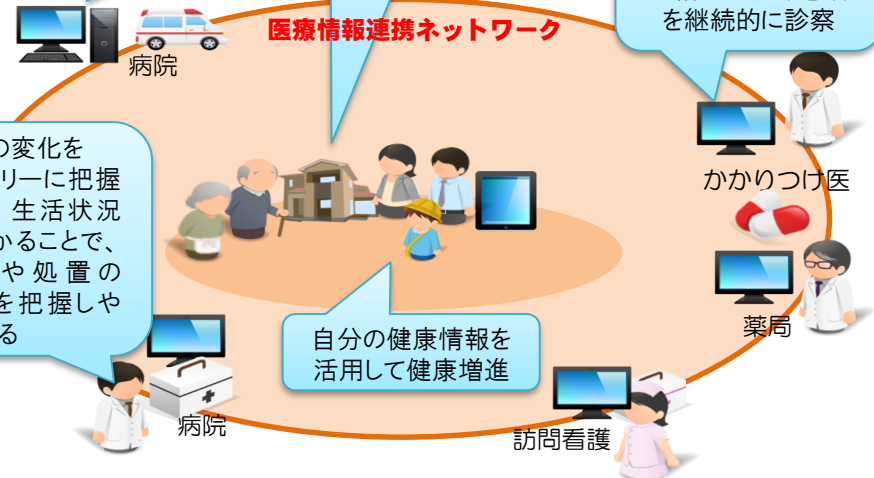 医療情報連携ネットワーク
を継続的に診察
病院
の変化を
リーに把握
生活状況
かることで、
や処置の
を把握しや
る
かかりつけ医
薬局
自分の健康情報を
活用して健康増進
病院
訪問看護